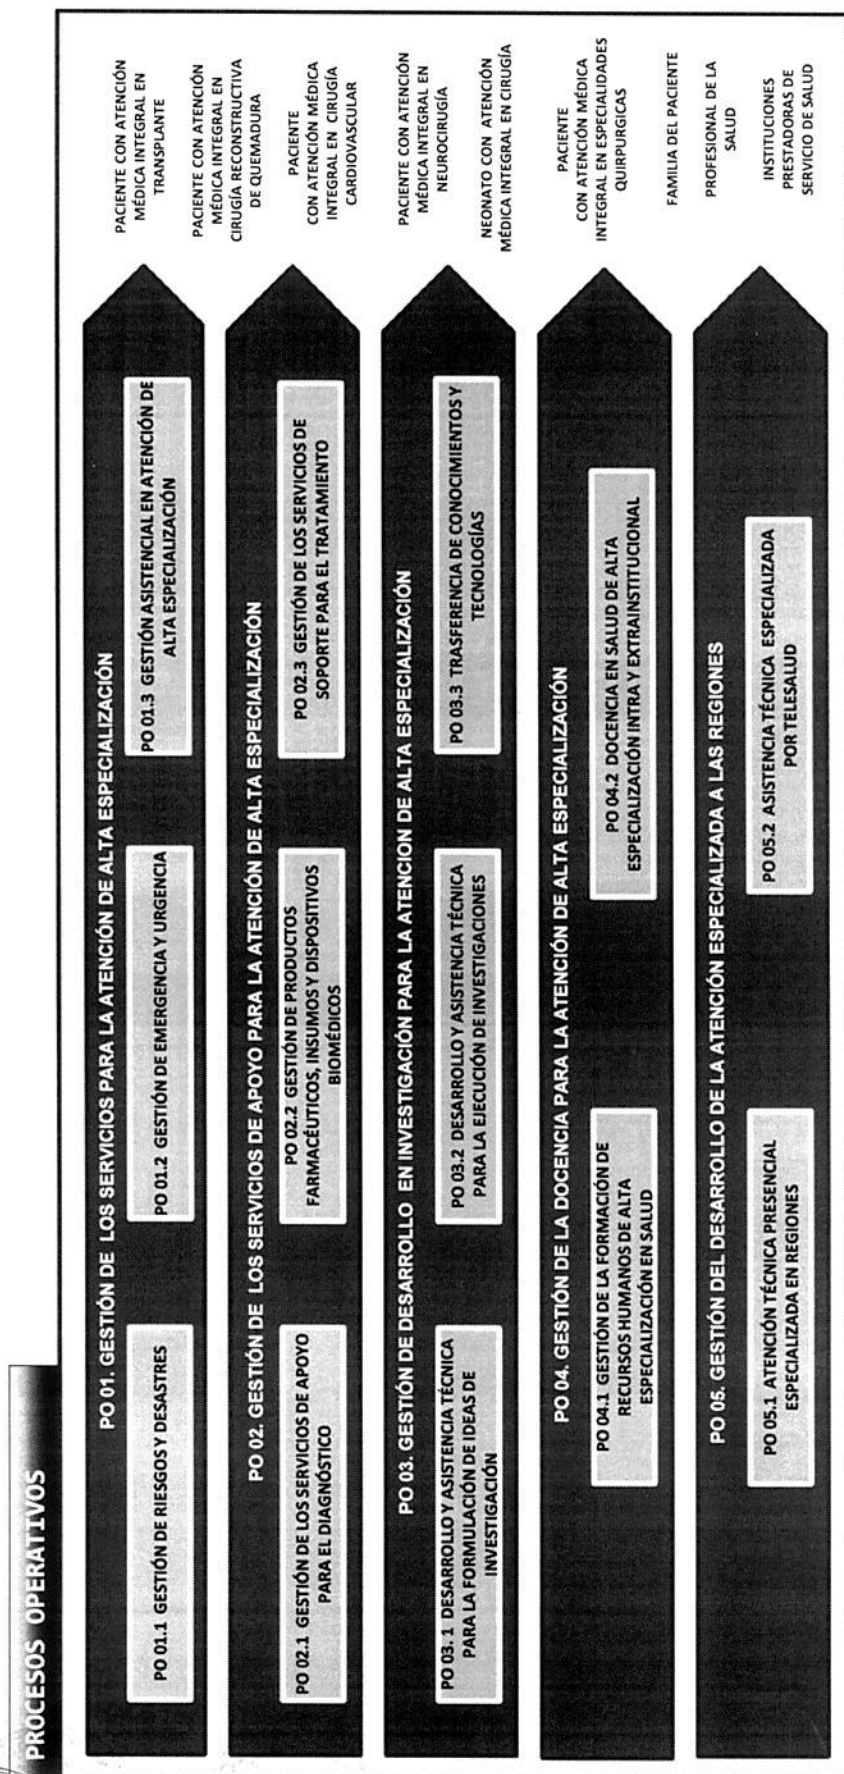 PROCESOS OPERATIVOS
PO 01. GESTIÓN DE LOS SERVICIOS PARA LA ATENCIÓN DE ALTA ESPECIALIZACIÓN
PO 01.1 GESTIÓN DE RIESGOS Y DESASTRES
PO 01.2 GESTIÓN DE EMERGENCIA Y URGENCIA
PO 01.3 GESTIÓN ASISTENCIAL EN ATENCIÓN DE
ALTA ESPECIALIZACIÓN
PO 02. GESTIÓN DE LOS SERVICIOS DE APOYO PARA LA ATENCIÓN DE ALTA ESPECIALIZACIÓN
PO 02.1 GESTIÓN DE LOS SERVICIOS DE APOYO
PARA EL DIAGNÓSTICO
PO 02.2 GESTIÓN DE PRODUCTOS
FARMACÉUTICOS, INSUMOS Y DISPOSITIVOS
BIOMÉDICOS
PO 02.3 GESTIÓN DE LOS SERVICIOS DE
SOPORTE PARA EL TRATAMIENTO
PO 03. GESTIÓN DE DESARROLLO EN INVESTIGACIÓN PARA LA ATENCION DE ALTA ESPECIALIZACIÓN
PO 03. 1 DESARROLLO Y ASISTENCIA TÉCNICA
PARA LA FORMULACIÓN DE IDEAS DE
INVESTIGACIÓN
PO 03.2 DESARROLLO Y ASISTENCIA TÉCNICA
PARA LA EJECUCIÓN DE INVESTIGACIONES
PO 03.3 TRASFERENCIA DE CONOCIMIENTOS Y
TECNOLOGÍAS
PO 04. GESTIÓN DE LA DOCENCIA PARA LA ATENCIÓN DE ALTA ESPECIALIZACIÓN
PO 04.1 GESTIÓN DE LA FORMACIÓN DE
RECURSOS HUMANOS DE ALTA
ESPECIALIZACIÓN EN SALUD
PO 04.2 DOCENCIA EN SALUD DE ALTA
ESPECIALIZACIÓN INTRA Y EXTRAINSTITUCIONAL
PO 05. GESTIÓN DEL DESARROLLO DE LA ATENCIÓN ESPECIALIZADA A LAS REGIONES
PO 05.1 ATENCIÓN TÉCNICA PRESENCIAL
ESPECIALIZADA EN REGIONES
PO 05.2 ASISTENCIA TÉCNICA ESPECIALIZADA
POR TELESALUD
PACIENTE CON ATENCIÓN
MÉDICA INTEGRAL EN
TRANSPLANTE
PACIENTE CON ATENCIÓN
MÉDICA INTEGRAL EN
CIRUGÍA RECONSTRUCTIVA
DE QUEMADURA
PACIENTE
CON ATENCIÓN MÉDICA
INTEGRAL EN CIRUGÍA
CARDIOVASCULAR
PACIENTE CON ATENCIÓN
MÉDICA INTEGRAL EN
NEUROCIRUGÍA
NEONATO CON ATENCIÓN
MÉDICA INTEGRAL EN CIRUGÍA
PACIENTE
CON ATENCIÓN MÉDICA
INTEGRAL EN ESPECIALIDADES
QUIRPURGICAS
FAMILIA DEL PACIENTE
PROFESIONAL DE LA
SALUD
INSTITUCIONES
PRESTADORAS DE
SERVICIO DE SALUD